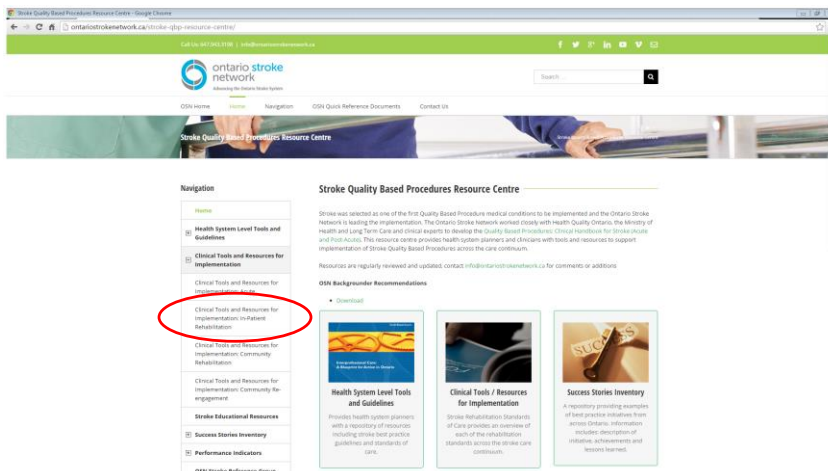 Stroke Quality Based Procedures Resource Centre - Google Chrome
ontariostrokenetwork.ca/stroke-qbp-resource-centre/
ontario stroke
network
Advancing the Ontario Stroke System
Search ...
OSN Home Home Navigation OSN Quick Reference Documents Contact Us
Stroke Quality Based Procedures Resource Centre
Navigation
Home
Health System Level Tools and
Guidelines
Clinical Tools and Resources for
Implementation
Clinical Tools and Resources for
Implementation: Acute
Clinical Tools and Resources for
Implementation: In-Patient
Rehabilitation
Clinical Tools and Resources for
Implementation: Community
Rehabilitation
Clinical Tools and Resources for
Implementation: Community Re-
engagement
Stroke Educational Resources
Success Stories Inventory
Performance Indicators
OSN Stroke Reference Group
Stroke Quality Based Procedures Resource Centre
Stroke was selected as one of the first Quality Based Procedure medical conditions to be implemented and the Ontario Stroke
Network is leading the implementation. The Ontario Stroke Network worked closely with Health Quality Ontario, the Ministry of
Health and Long Term Care and clinical experts to develop the Quality Based Procedures: Clinical Handbook for Stroke (Acute
and Post-Acute). This resource centre provides health system planners and clinicians with tools and resources to support
implementation of Stroke Quality Based Procedures across the care continuum.
Resources are regularly reviewed and updated, contact info@ontariostrokenetwork.ca for comments or additions
OSN Backgrounder Recommendations
Download
Interprofessional Care:
A Blueprint for Action in Ontario
Health System Level Tools
and Guidelines
Provides health system planners
with a repository of resources
including stroke best practice
guidelines and standards of
care.
Clinical Tools / Resources
for Implementation
Stroke Rehabilitation Standards
of Care provides an overview of
each of the rehabilitation
standards across the stroke care
continuum.
SUCCESS
Success Stories Inventory
A repository providing examples
of best practice initiatives from
across Ontario. Information
includes: description of
initiative, achievements and
lessons learned.